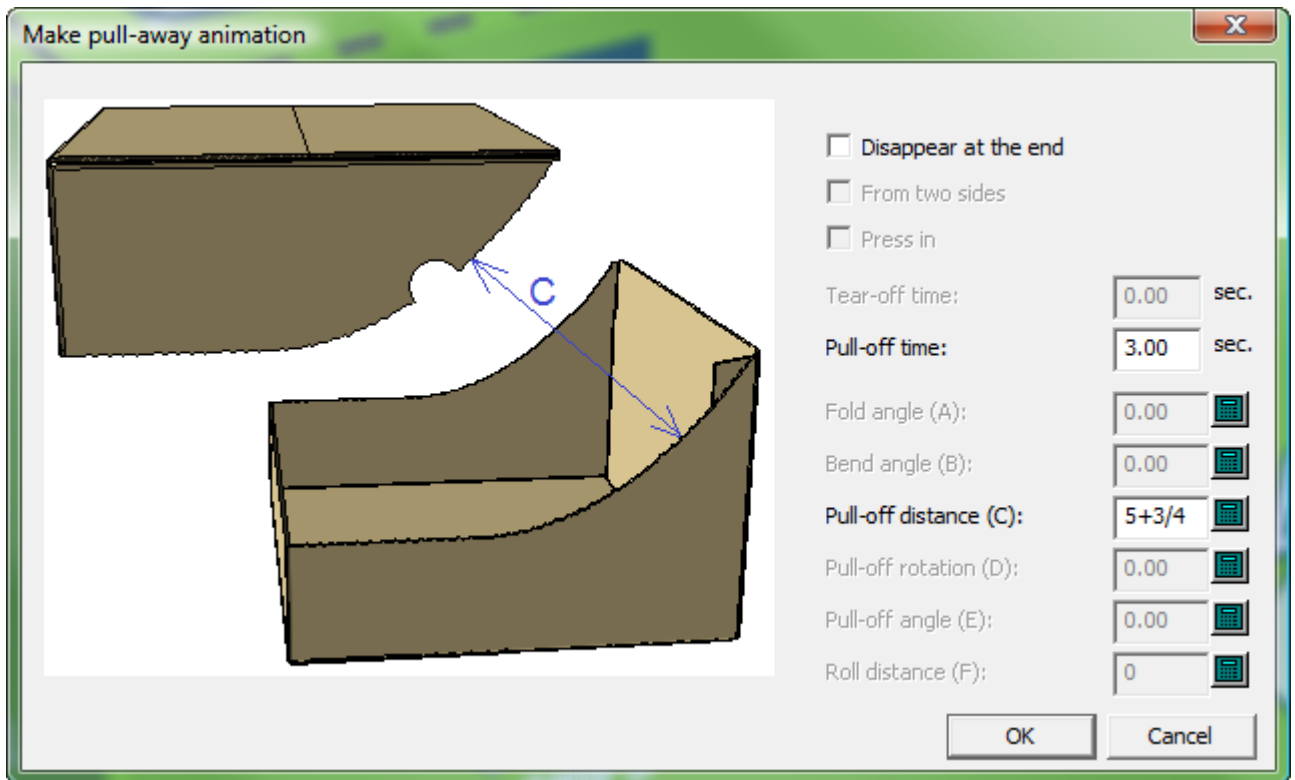 Make pull-away animation
C
Disappear at the end
From two sides
Press in
Tear-off time: 0.00 sec.
Pull-off time: 3.00 sec.
Fold angle (A): 0.00
Bend angle (B): 0.00
Pull-off distance (C): 5+3/4
Pull-off rotation (D): 0.00
Pull-off angle (E): 0.00
Roll distance (F): 0
OK Cancel